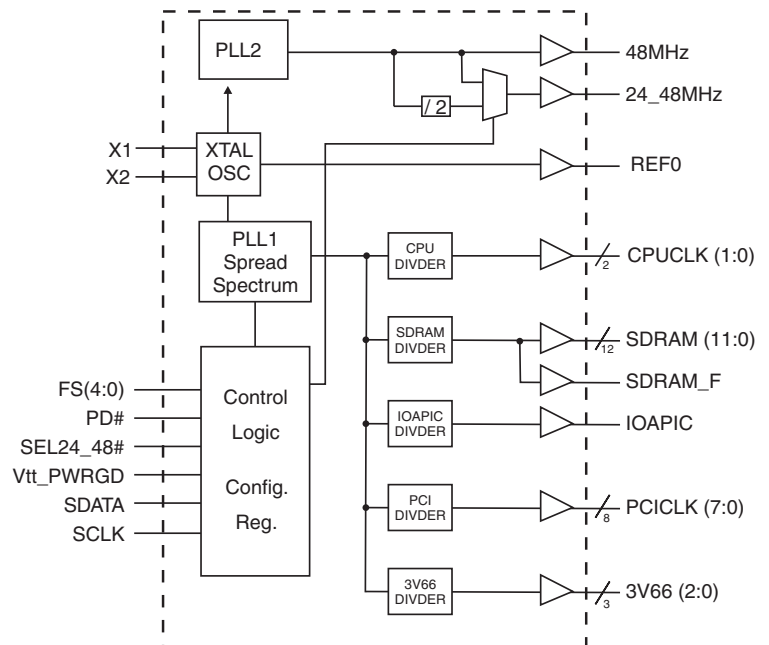 PLL2
48MHz
/ 2
24_48MHz
X1
X2
XTAL
OSC
REF0
PLL1
Spread
Spectrum
CPU
DIVDER
2
CPUCLK (1:0)
SDRAM
DIVDER
12
SDRAM (11:0)
SDRAM_F
FS(4:0)
PD#
SEL24_48#
Vtt_PWRGD
SDATA
SCLK
Control
Logic
Config.
Reg.
IOAPIC
DIVDER
IOAPIC
PCI
DIVDER
8
PCICLK (7:0)
3V66
DIVDER
3
3V66 (2:0)